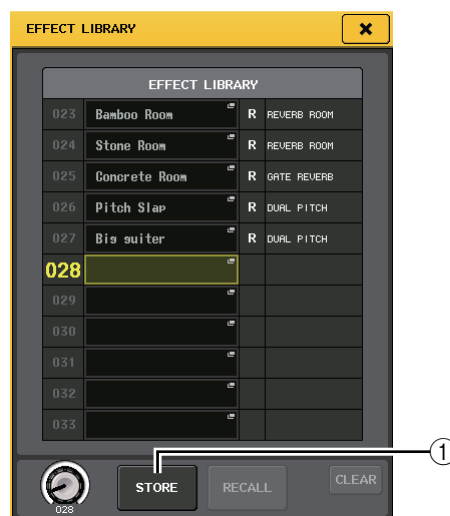 EFFECT LIBRARY
EFFECT LIBRARY
023 Bamboo Room R REVERB ROOM
024 Stone Room R REVERB ROOM
025 Concrete Room R GATE REVERB
026 Pitch Slap R DUAL PITCH
027 Big guiter R DUAL PITCH
028
029
030
031
032
033
1
STORE RECALL CLEAR
028